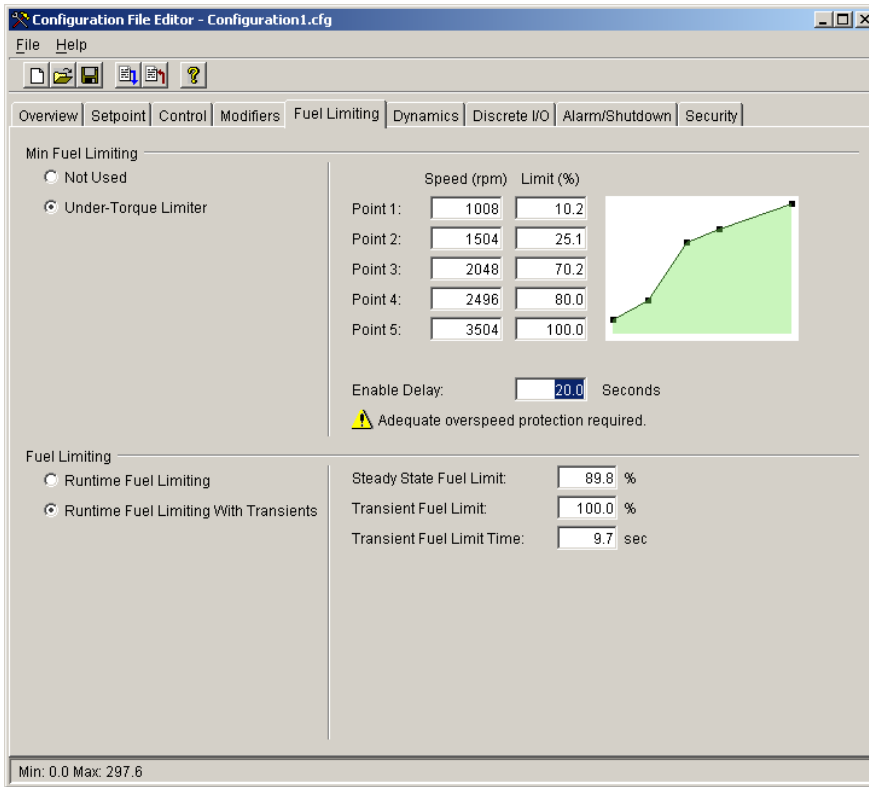 Configuration File Editor - Configuration1.cfg
File Help
Overview Setpoint Control Modifiers Fuel Limiting Dynamics Discrete I/O Alarm/Shutdown Security
Min Fuel Limiting
Not Used
Under-Torque Limiter
Speed (rpm) Limit (%)
Point 1: 1008 10.2
Point 2: 1504 25.1
Point 3: 2048 70.2
Point 4: 2496 80.0
Point 5: 3504 100.0
Enable Delay: 20.0 Seconds
Adequate overspeed protection required.
Fuel Limiting
Runtime Fuel Limiting
Runtime Fuel Limiting With Transients
Steady State Fuel Limit: 89.8 %
Transient Fuel Limit: 100.0 %
Transient Fuel Limit Time: 9.7 sec
Min: 0.0 Max: 297.6